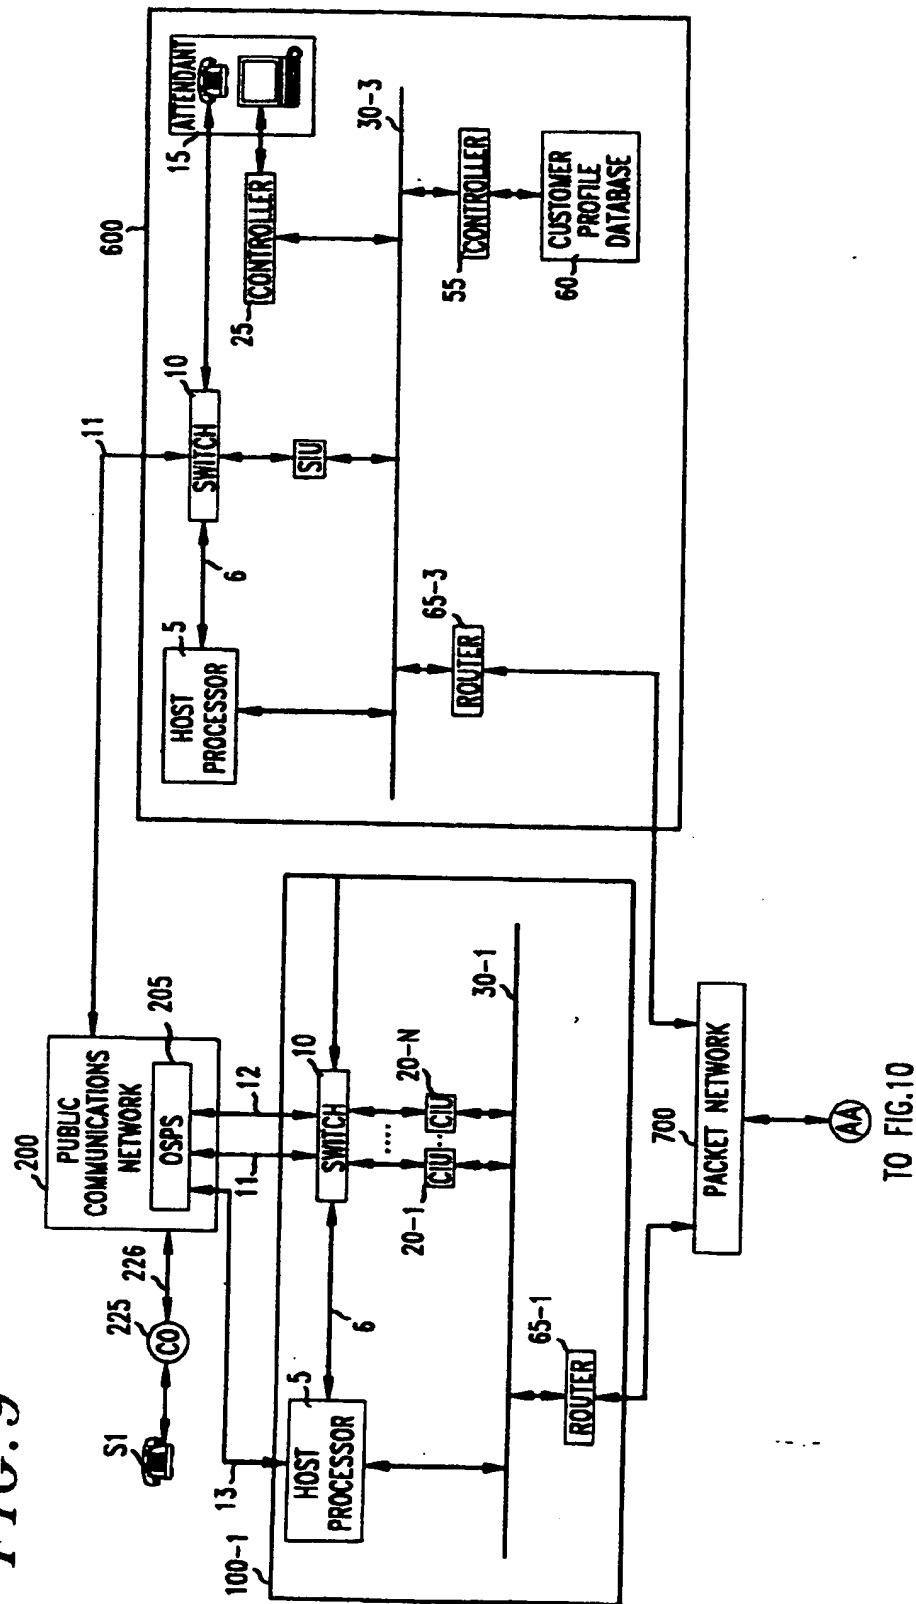 FIG. 9
S1
225
CO
226
200
PUBLIC
COMMUNICATIONS
NETWORK
OSPS
205
13
11
12
11
100-1
HOST
PROCESSOR
5
6
SWITCH
10
20-1
CIU
....
..
CIU
20-N
30-1
65-1
ROUTER
600
HOST
PROCESSOR
5
6
SWITCH
10
SIU
15
ATTENDANT
25
CONTROLLER
30-3
65-3
ROUTER
55
CONTROLLER
60
CUSTOMER
PROFILE
DATABASE
700
PACKET NETWORK
AA
TO FIG.10